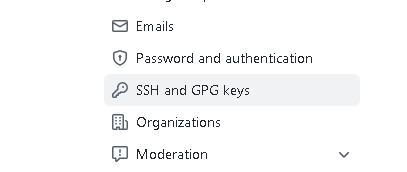 Emails
Password and authentication
SSH and GPG keys
Organizations
Moderation